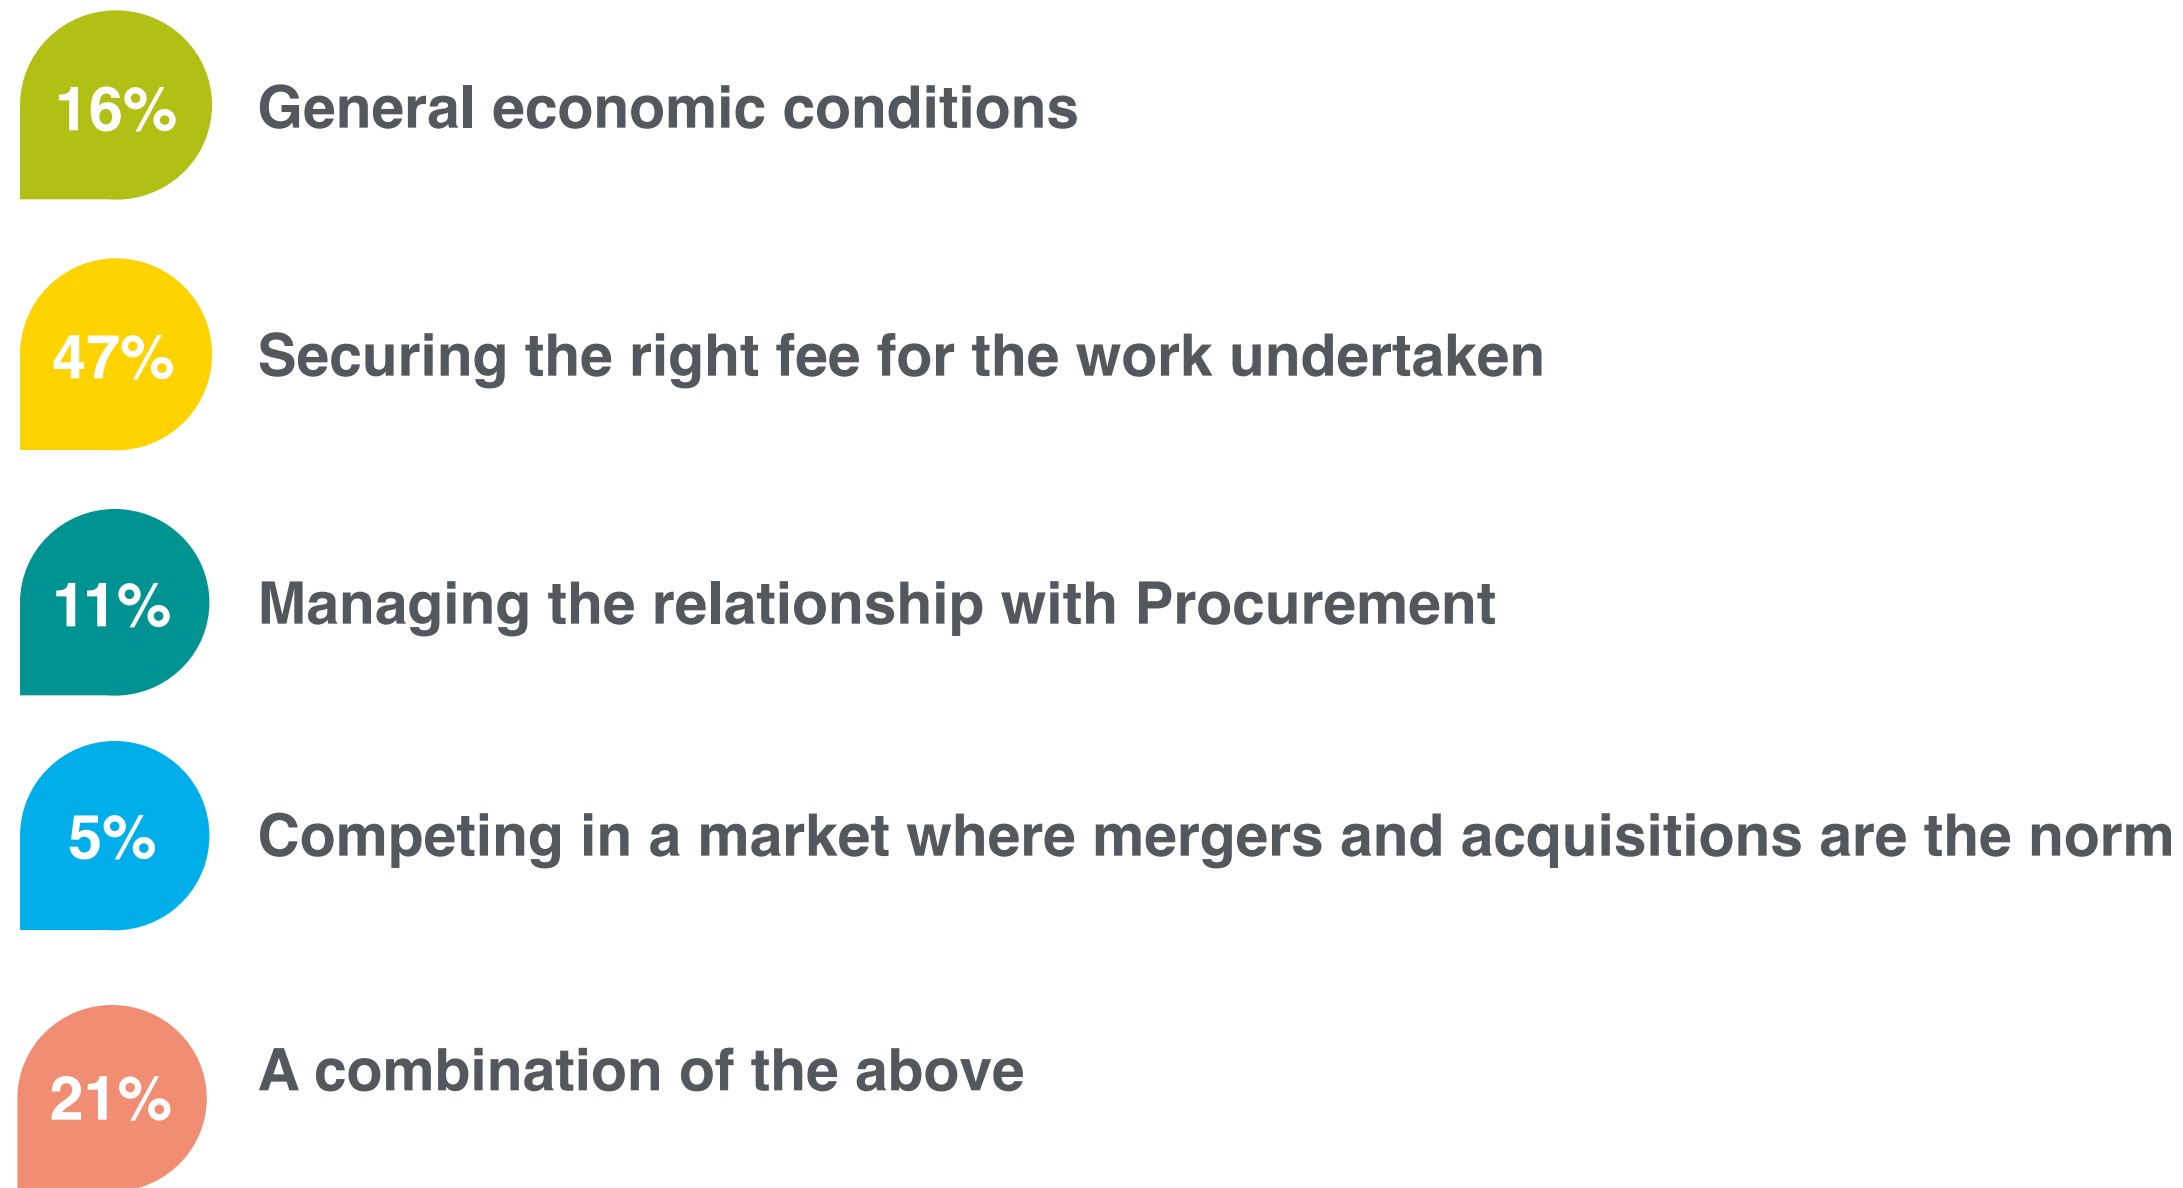 16% General economic conditions
47% Securing the right fee for the work undertaken
11% Managing the relationship with Procurement
5% Competing in a market where mergers and acquisitions are the norm
21% A combination of the above